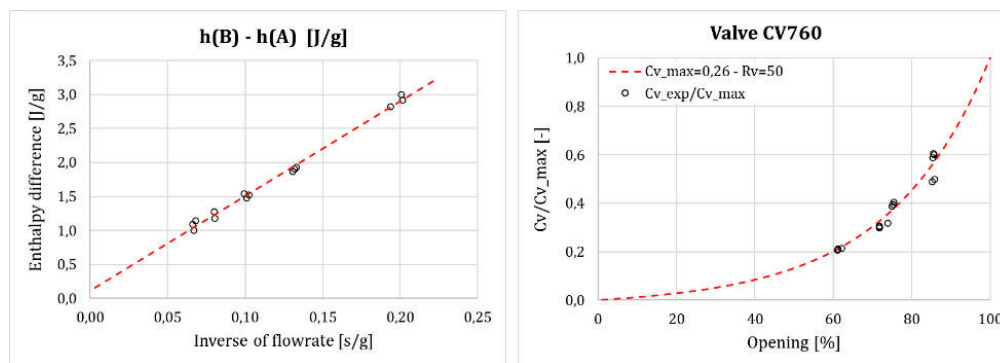 h(B) - h(A) [J/g]
3,5
3,0
2,5
2,0
1,5
1,0
0,5
0,0
Enthalpy difference [J/g]
0,00 0,05 0,10 0,15 0,20 0,25
Inverse of flowrate [s/g]
Valve CV760
Cv_max=0,26 - Rv=50
Cv_exp/Cv_max
1,0
0,8
0,6
0,4
0,2
0,0
Cv/Cv_max [-]
0 20 40 60 80 100
Opening [%]